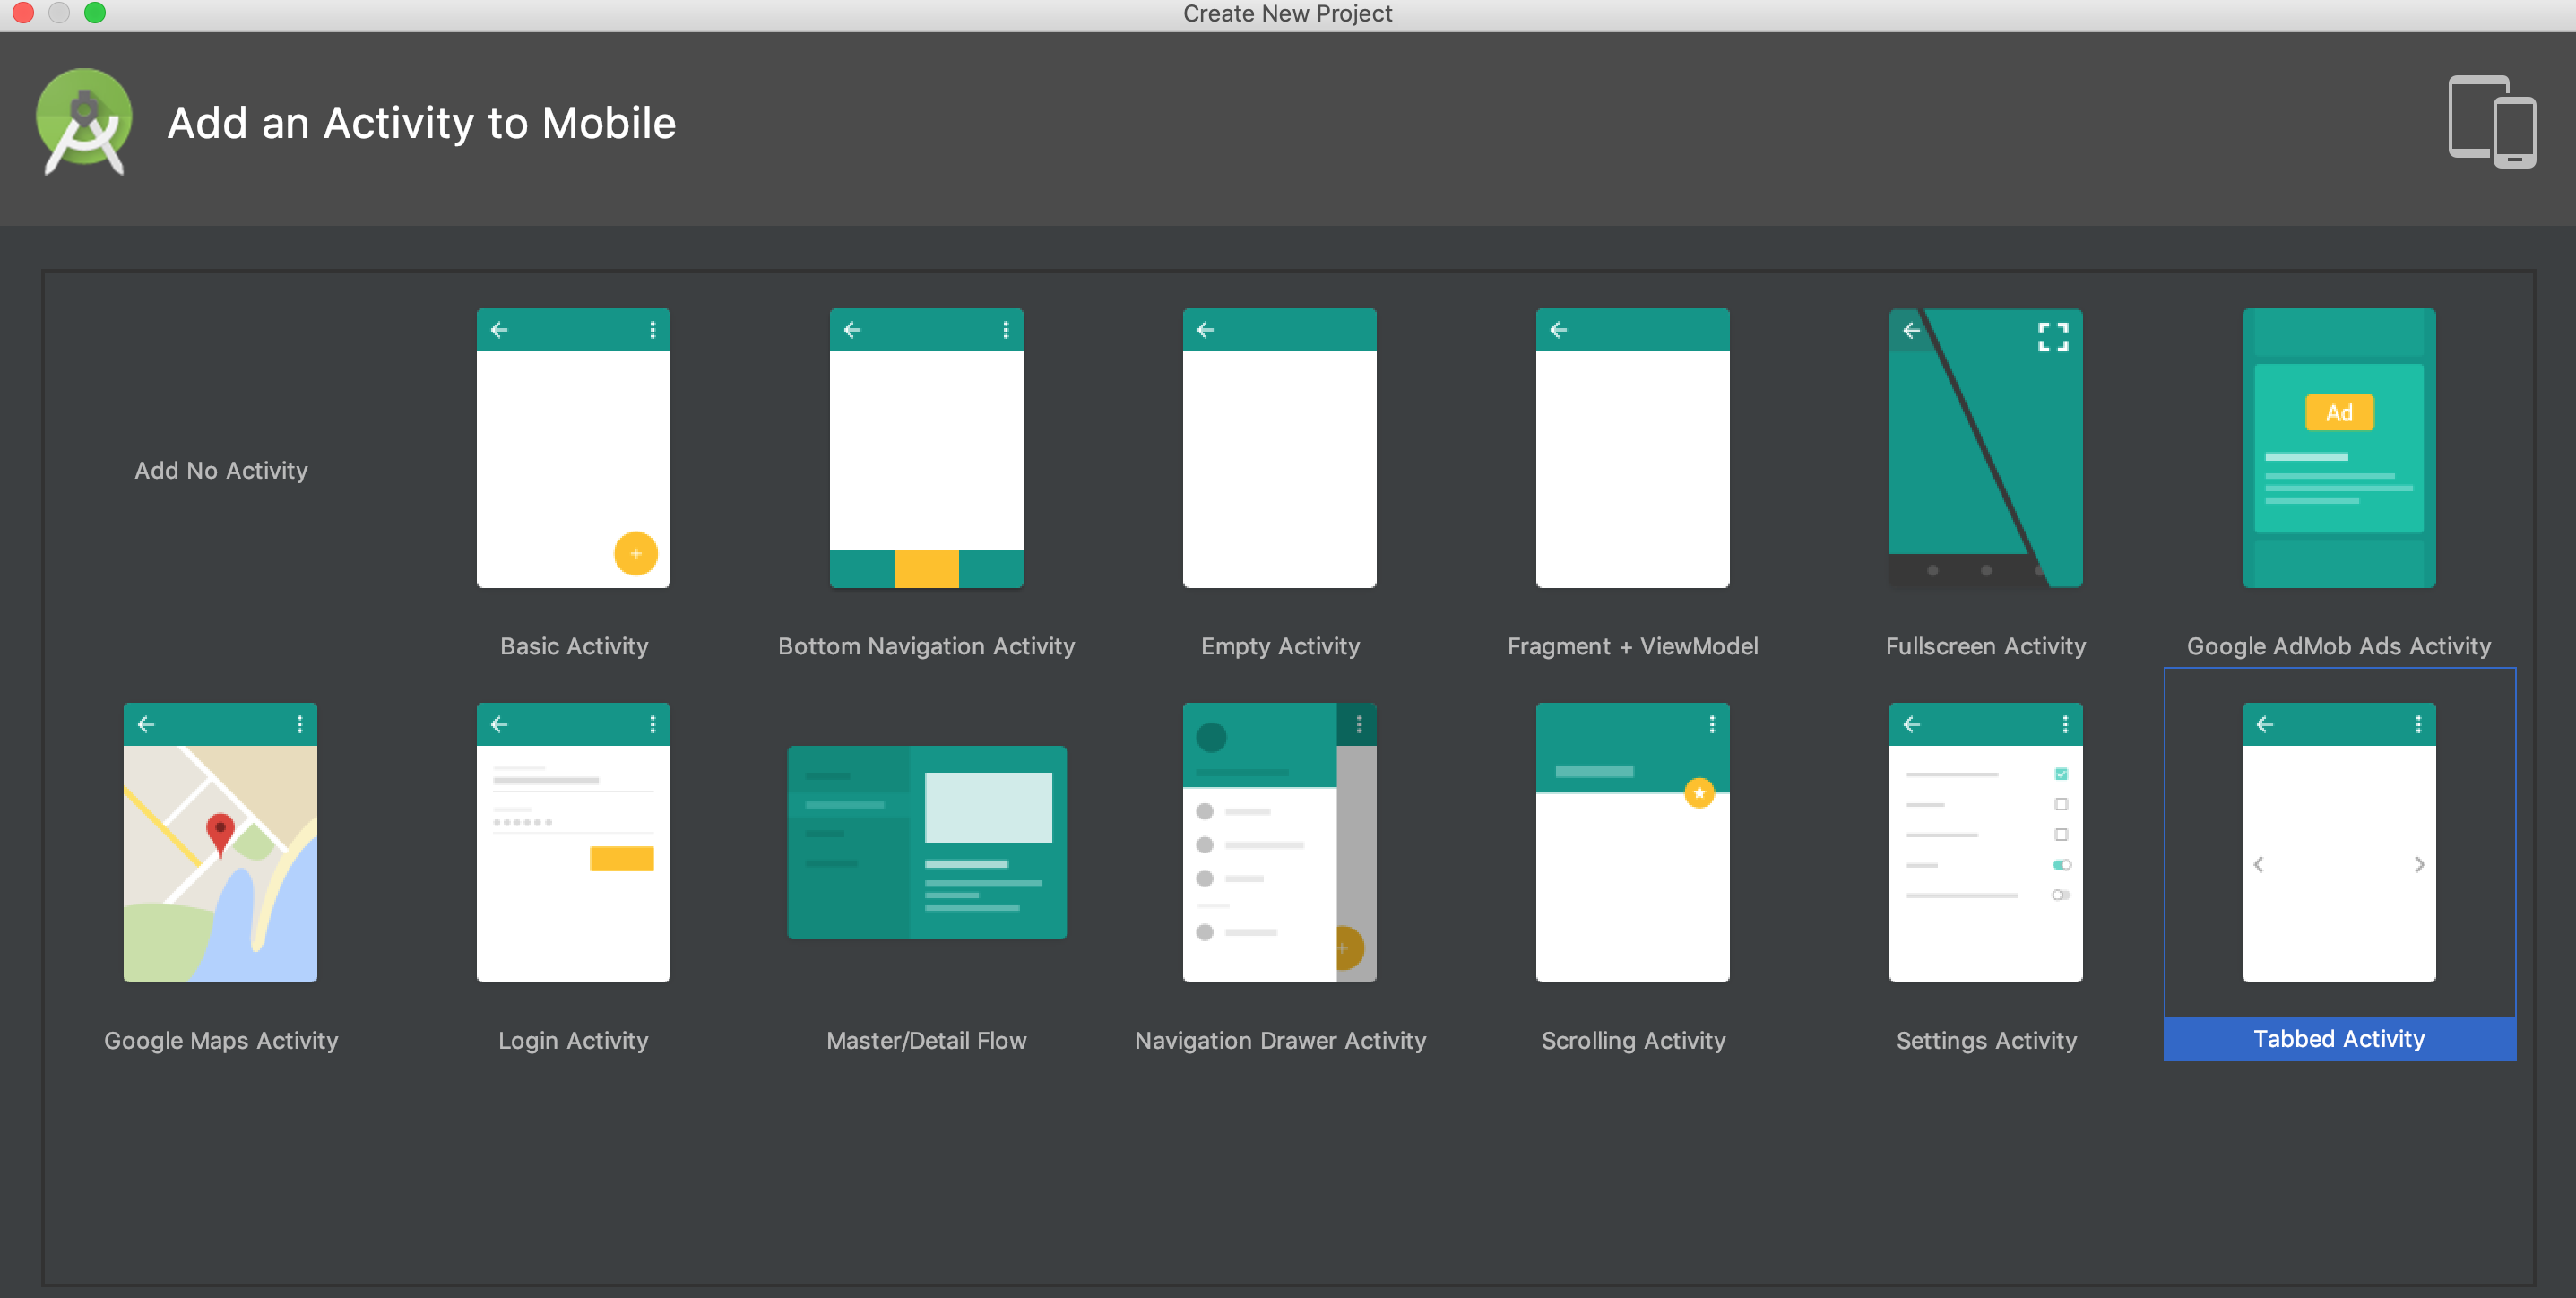 Create New Project
Add an Activity to Mobile
Ad
Add No Activity
Basic Activity
Bottom Navigation Activity
Empty Activity
Fragment + ViewModel
Fullscreen Activity
Google AdMob Ads Activity
Google Maps Activity
Login Activity
Master/Detail Flow
Navigation Drawer Activity
Scrolling Activity
Settings Activity
Tabbed Activity